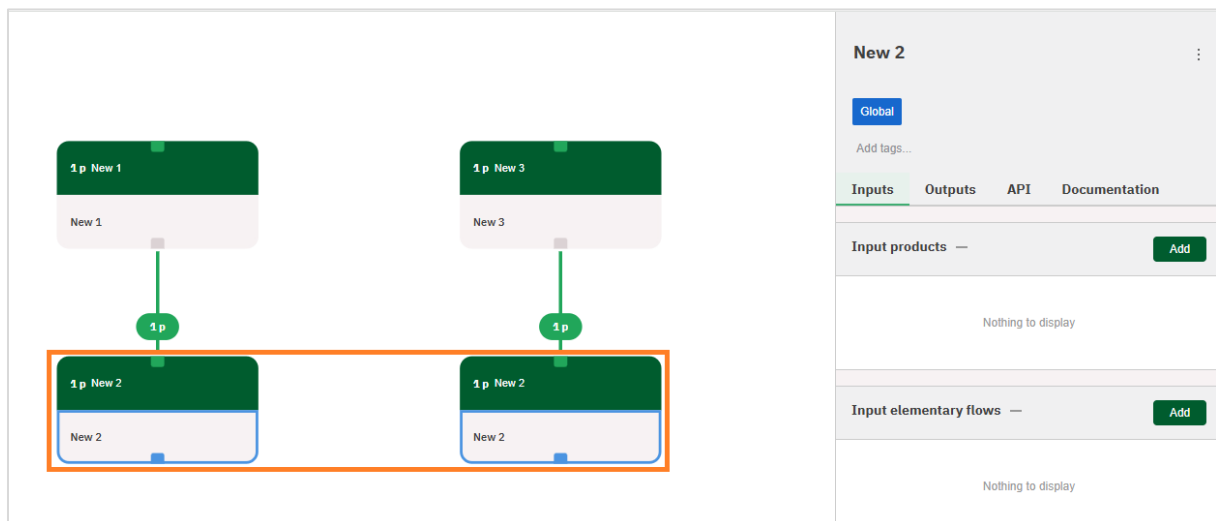 1 p New 1
New 1
1 p
1 p New 2
New 2
1 p New 3
New 3
1 p
1 p New 2
New 2
New 2
Global
Add tags...
Inputs Outputs API Documentation
Input products — Add
Nothing to display
Input elementary flows — Add
Nothing to display